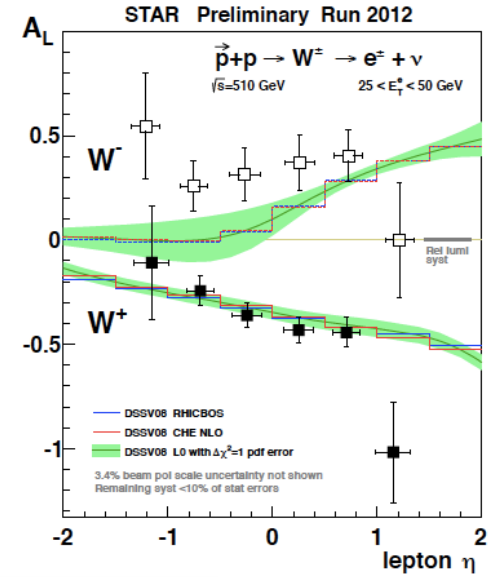 STAR Preliminary Run 2012
A_L
p⃗+p → W± → e± + ν
√s=510 GeV 25 < E_T^e < 50 GeV
0.5
W⁻
0
Rel lumi
syst
W⁺
-0.5
DSSV08 RHICBOS
DSSV08 CHE NLO
DSSV08 L0 with Δχ²=1 pdf error
-1
3.4% beam pol scale uncertainty not shown
Remaining syst <10% of stat errors
-2 -1 0 1 2
lepton η